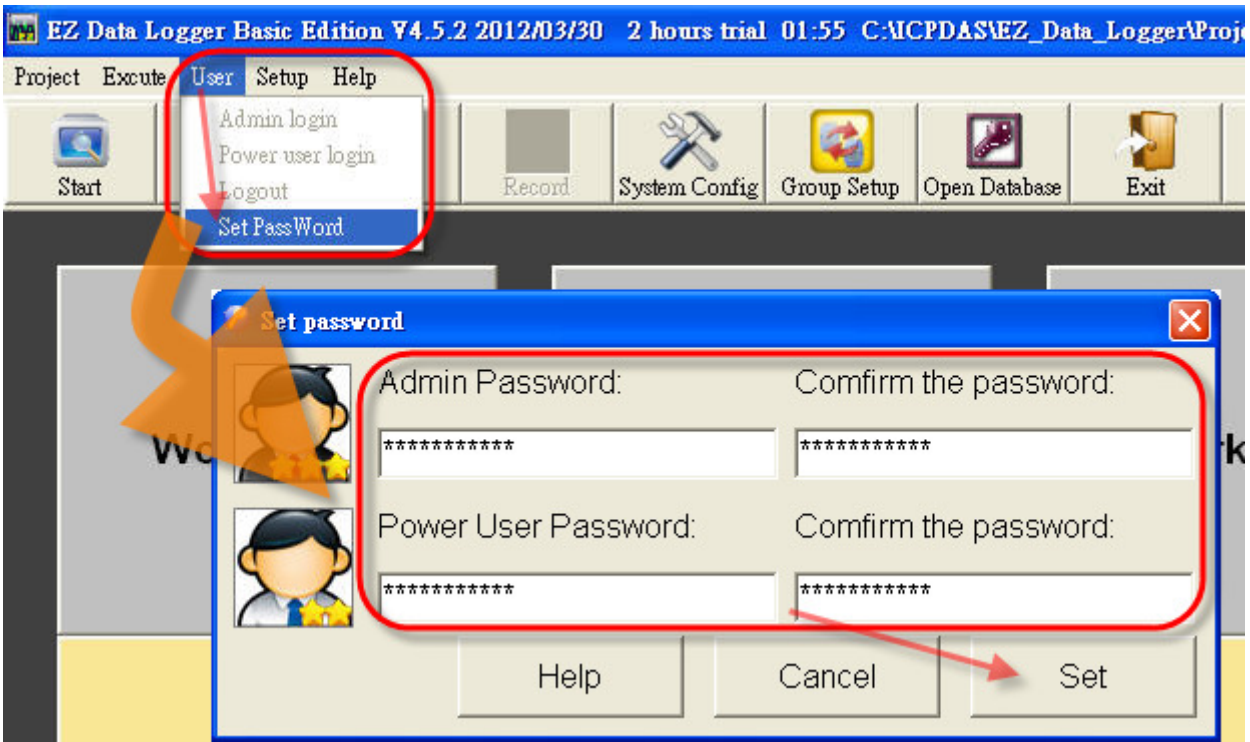 EZ Data Logger Basic Edition V4.5.2 2012/03/30 2 hours trial 01:55 C:\ICPDAS\EZ_Data_Logger\Proje
Project Excute User Setup Help
Admin login
Power user login
Logout
Set PassWord
Start Record System Config Group Setup Open Database Exit
Set password
Admin Password: Comfirm the password:
*********** ***********
Power User Password: Comfirm the password:
*********** ***********
Help Cancel Set